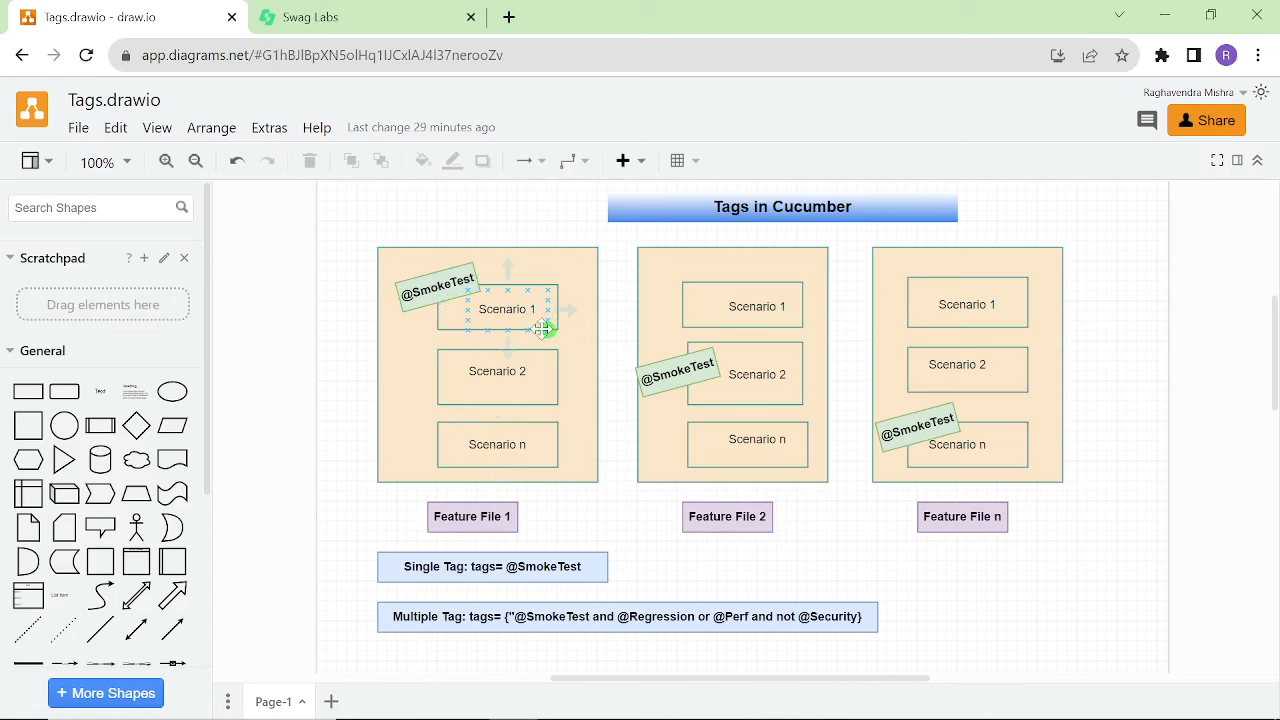 Tags.drawio - draw.io
Swag Labs
app.diagrams.net/#G1hBJlBpXN5olHq1lJCxlAJ4l37nerooZv
R
Tags.drawio
Raghavendra Mishra
File Edit View Arrange Extras Help Last change 29 minutes ago
Share
100%
Search Shapes
Tags in Cucumber
Scratchpad
?
Drag elements here
General
Text
Heading
List Item
@SmokeTest
Scenario 1
Scenario 2
Scenario n
Feature File 1
Scenario 1
@SmokeTest
Scenario 2
Scenario n
Feature File 2
Scenario 1
Scenario 2
@SmokeTest
Scenario n
Feature File n
Single Tag: tags= @SmokeTest
Multiple Tag: tags= {"@SmokeTest and @Regression or @Perf and not @Security}
+ More Shapes
Page-1